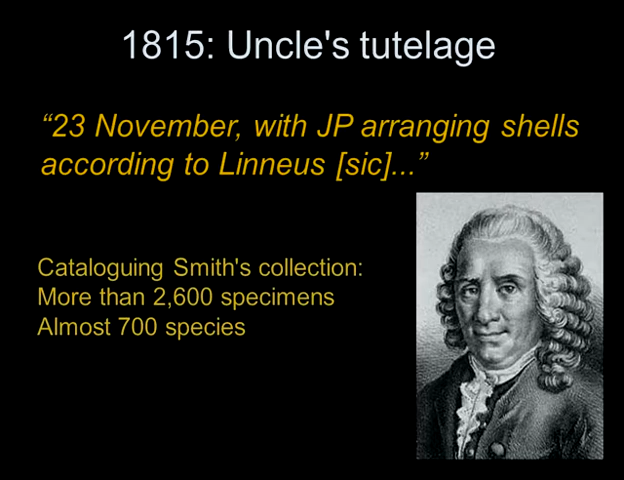 1815: Uncle's tutelage
“23 November, with JP arranging shells
according to Linneus [sic]...”
Cataloguing Smith's collection:
More than 2,600 specimens
Almost 700 species